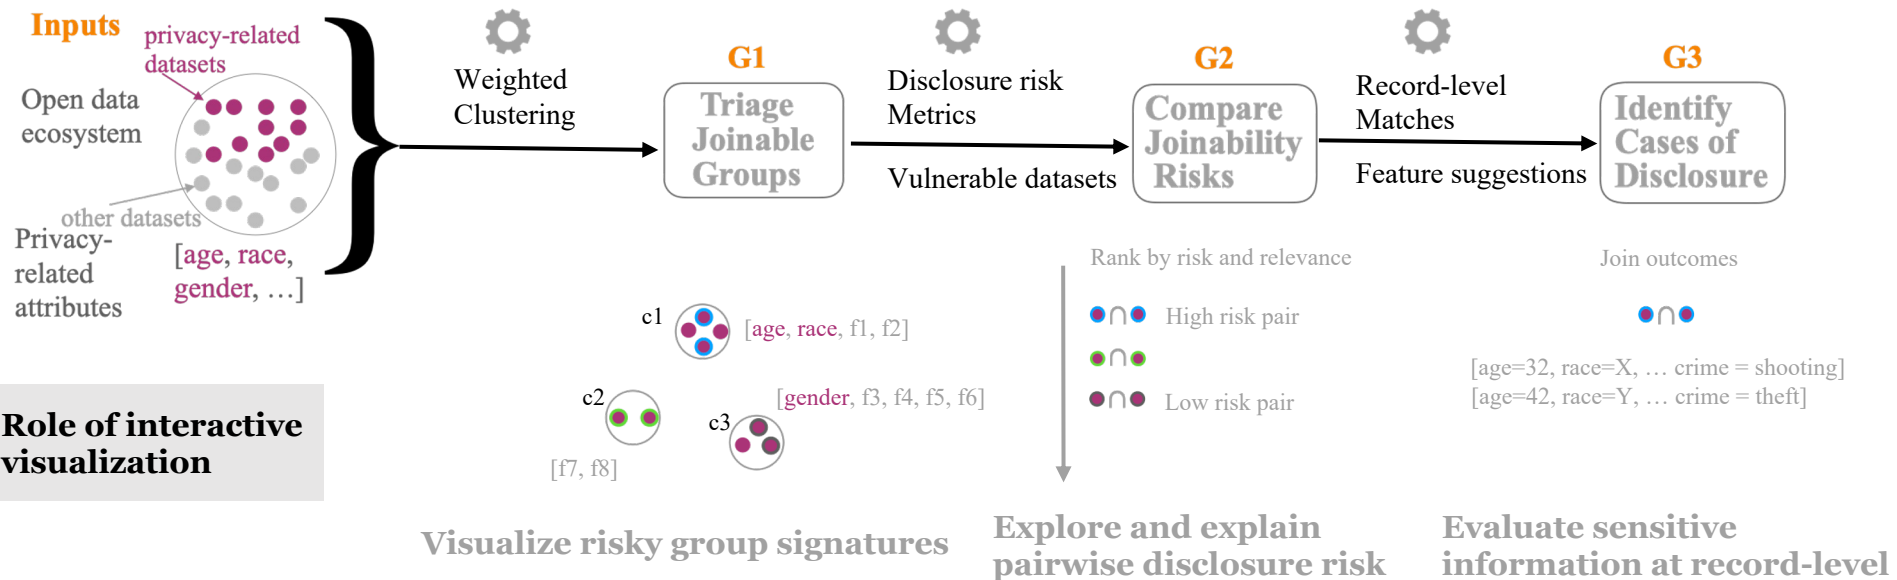 Inputs
privacy-related
datasets
Open data
ecosystem
other datasets
Privacy-
related
attributes
[age, race,
gender, …]
Weighted
Clustering
G1
Triage
Joinable
Groups
Disclosure risk
Metrics
Vulnerable datasets
G2
Compare
Joinability
Risks
Record-level
Matches
Feature suggestions
G3
Identify
Cases of
Disclosure
c1
[age, race, f1, f2]
c2
[f7, f8]
c3
[gender, f3, f4, f5, f6]
Rank by risk and relevance
∩
High risk pair
∩
∩
Low risk pair
Join outcomes
∩
[age=32, race=X, … crime = shooting]
[age=42, race=Y, … crime = theft]
Role of interactive
visualization
Visualize risky group signatures
Explore and explain
pairwise disclosure risk
Evaluate sensitive
information at record-level